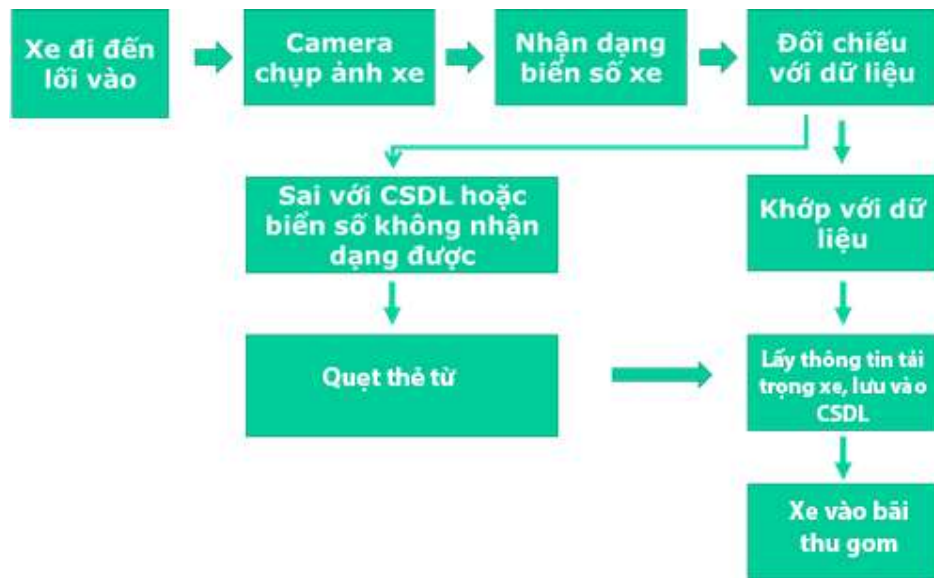 Xe đi đến
lối vào
Camera
chụp ảnh xe
Nhận dạng
biển số xe
Đối chiếu
với dữ liệu
Sai với CSDL hoặc
biển số không nhận
dạng được
Khớp với dữ
liệu
Quẹt thẻ từ
Lấy thông tin tải
trọng xe, lưu vào
CSDL
Xe vào bãi
thu gom